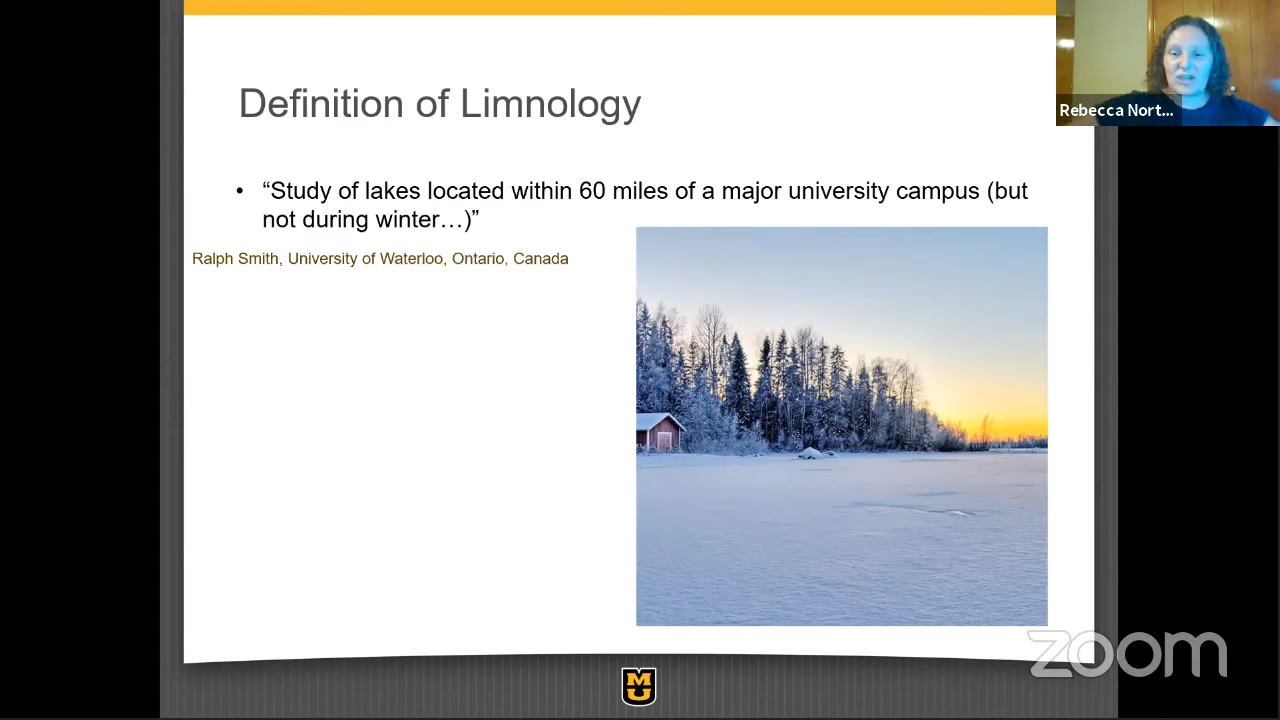 Definition of Limnology
Rebecca Nort...
• “Study of lakes located within 60 miles of a major university campus (but
not during winter…)”
Ralph Smith, University of Waterloo, Ontario, Canada
zoom
MU